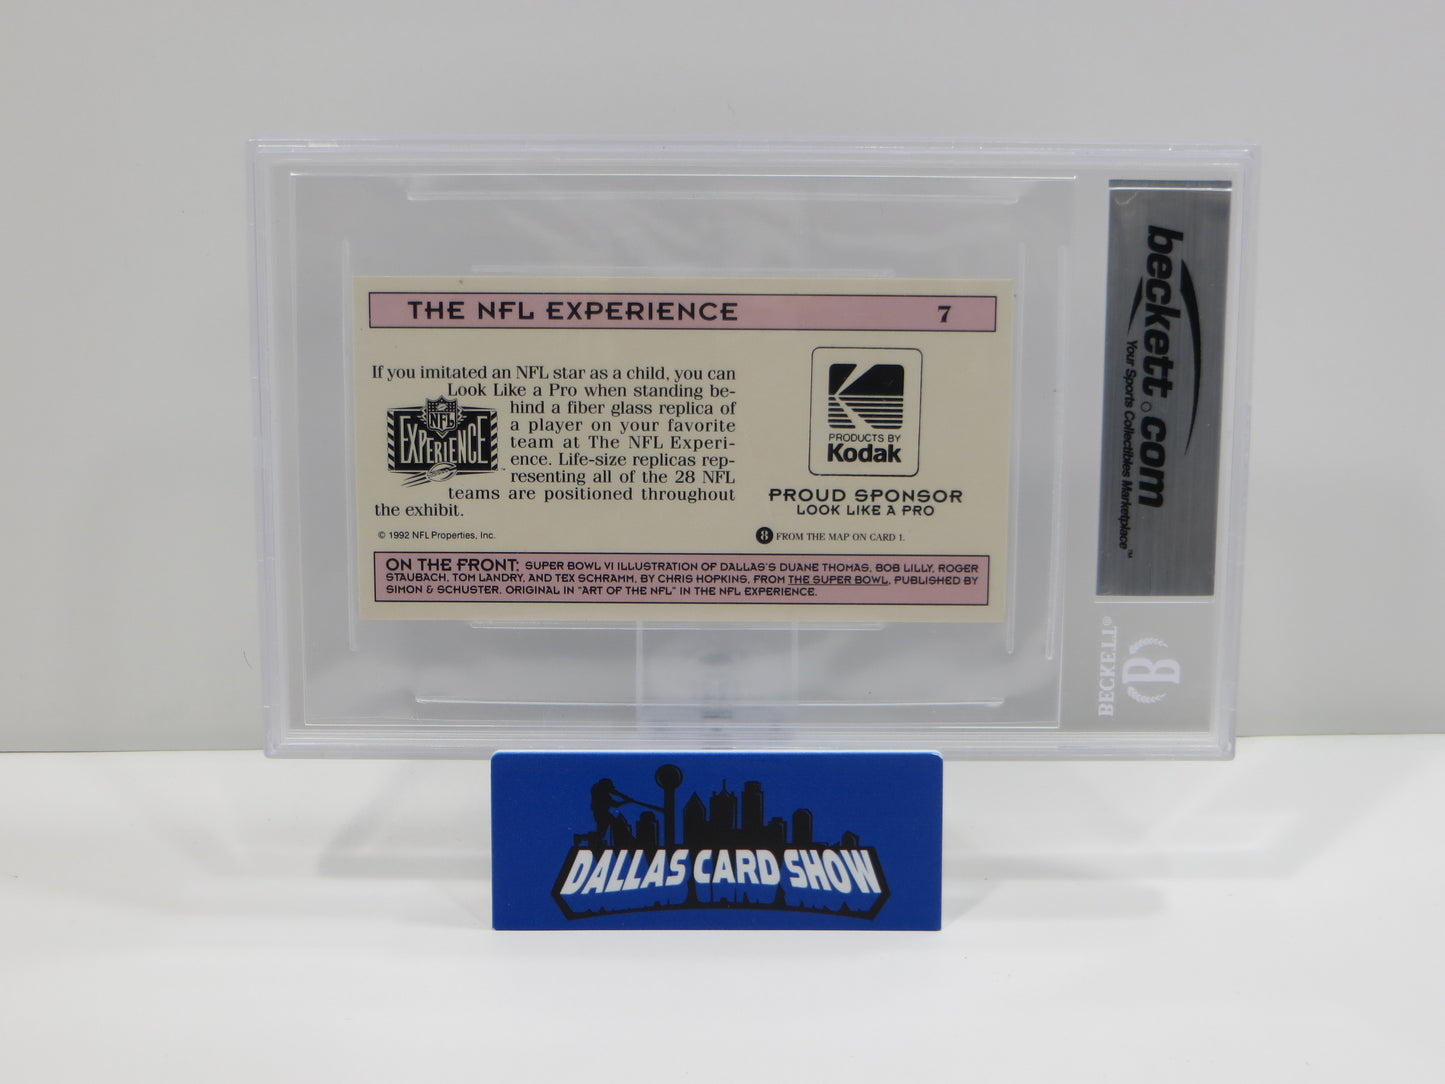 THE NFL EXPERIENCE 7
If you imitated an NFL star as a child, you can
Look Like a Pro when standing be-
hind a fiber glass replica of
a player on your favorite
team at The NFL Experi-
ence. Life-size replicas rep-
resenting all of the 28 NFL
teams are positioned throughout
the exhibit.
NFL
EXPERIENCE
© 1992 NFL Properties, Inc.
PRODUCTS BY
Kodak
PROUD SPONSOR
LOOK LIKE A PRO
8 FROM THE MAP ON CARD 1.
ON THE FRONT: SUPER BOWL VI ILLUSTRATION OF DALLAS'S DUANE THOMAS, BOB LILLY, ROGER
STAUBACH, TOM LANDRY, AND TEX SCHRAMM, BY CHRIS HOPKINS, FROM THE SUPER BOWL, PUBLISHED BY
SIMON & SCHUSTER. ORIGINAL IN "ART OF THE NFL" IN THE NFL EXPERIENCE.
beckett.com
Your Sports Collectibles Marketplace™
BECKETT®
B
DALLAS CARD SHOW